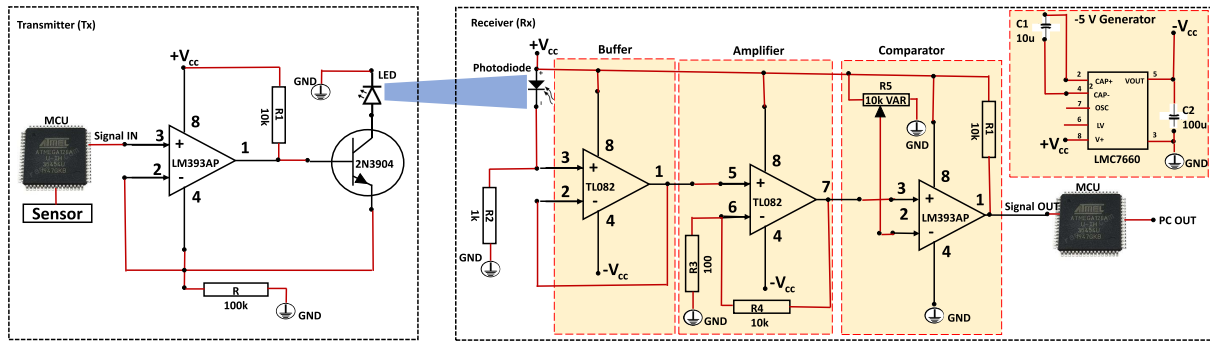 Transmitter (Tx)
+Vcc
GND
LED
R1
10k
MCU
Signal IN
3
8
+
LM393AP
1
2
-
4
2N3904
ATMEGA128A
Sensor
R
100k
GND
Receiver (Rx)
+Vcc
Photodiode
+
-
Buffer
Amplifier
Comparator
3
8
+
TL082
1
2
-
4
-Vcc
R2
1k
GND
5
8
+
TL082
7
6
-
4
-Vcc
R3
100
GND
R4
10k
R5
10k VAR
GND
R1
10k
3
8
+
LM393AP
1
2
-
4
GND
Signal OUT
MCU
ATMEGA128A
PC OUT
-5 V Generator
C1
10u
-Vcc
2
CAP+
VOUT
5
2
4
CAP-
7
OSC
6
LV
+Vcc
8
V+
3
LMC7660
C2
100u
GND